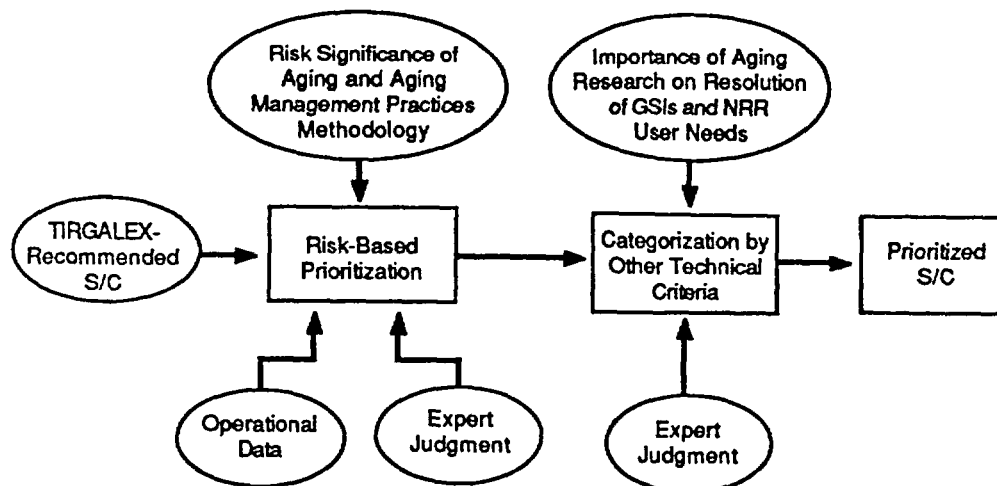 Risk Significance of
Aging and Aging
Management Practices
Methodology
Importance of Aging
Research on Resolution
of GSIs and NRR
User Needs
TIRGALEX-
Recommended
S/C
Risk-Based
Prioritization
Categorization by
Other Technical
Criteria
Prioritized
S/C
Operational
Data
Expert
Judgment
Expert
Judgment